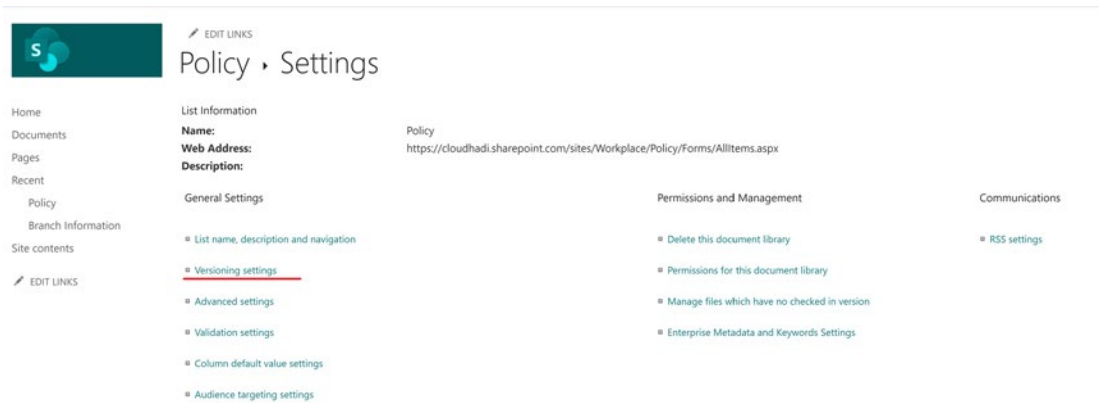 S
EDIT LINKS
Policy › Settings
Home
Documents
Pages
Recent
Policy
Branch Information
Site contents
EDIT LINKS
List Information
Name: Policy
Web Address: https://cloudhadi.sharepoint.com/sites/Workplace/Policy/Forms/AllItems.aspx
Description:
General Settings
List name, description and navigation
Versioning settings
Advanced settings
Validation settings
Column default value settings
Audience targeting settings
Permissions and Management
Delete this document library
Permissions for this document library
Manage files which have no checked in version
Enterprise Metadata and Keywords Settings
Communications
RSS settings